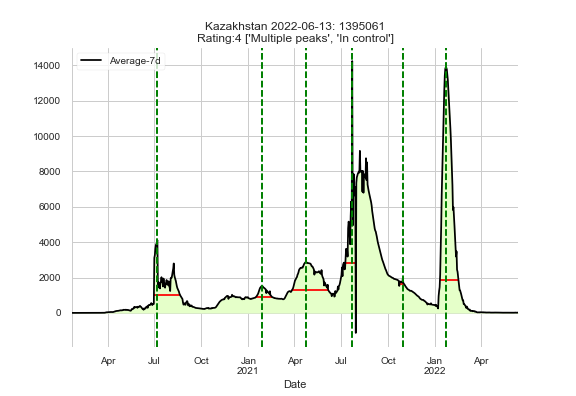 Kazakhstan 2022-06-13: 1395061
Rating:4 ['Multiple peaks', 'In control']
Average-7d
14000
12000
10000
8000
6000
4000
2000
0
Apr Jul Oct Jan Apr Jul Oct Jan Apr
2021 2022
Date